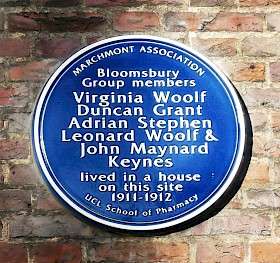 MARCHMONT ASSOCIATION
Bloomsbury
Group members
Virginia Woolf
Duncan Grant
Adrian Stephen
Leonard Woolf &
John Maynard
Keynes
lived in a house
on this site
1911-1912
UCL School of Pharmacy